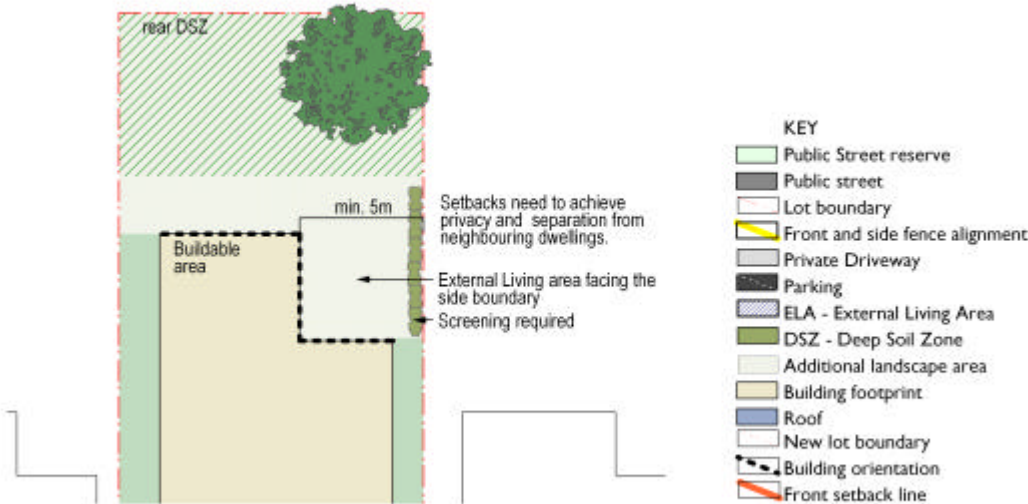 rear DSZ
min. 5m
Setbacks need to achieve
privacy and separation from
neighbouring dwellings.
Buildable
area
External Living area facing the
side boundary
Screening required
KEY
Public Street reserve
Public street
Lot boundary
Front and side fence alignment
Private Driveway
Parking
ELA - External Living Area
DSZ - Deep Soil Zone
Additional landscape area
Building footprint
Roof
New lot boundary
Building orientation
Front setback line